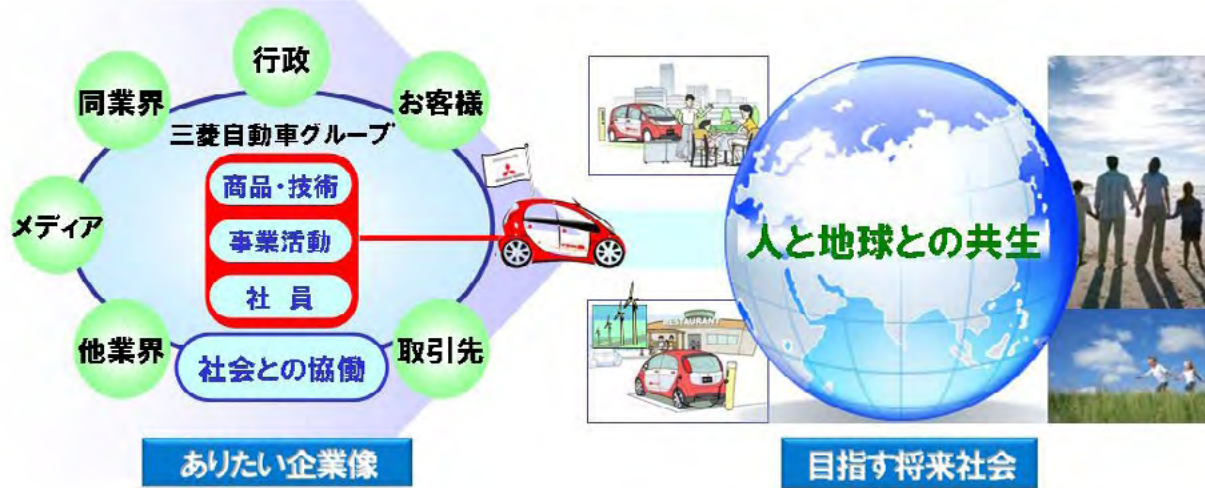 行政
同業界
お客様
三菱自動車グループ
商品・技術
メディア
事業活動
人と地球との共生
社 員
RESTAURANT
他業界
取引先
社会との協働
ありたい企業像
目指す将来社会